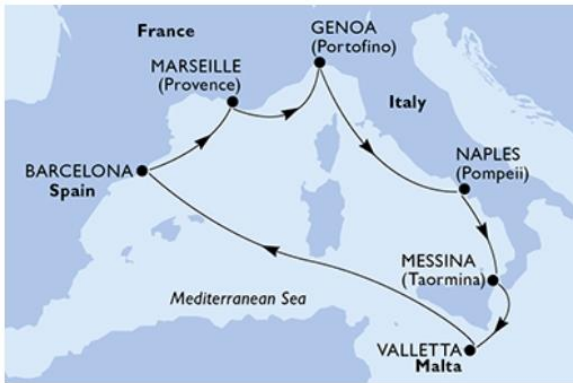 GENOA
(Portofino)
France
MARSEILLE
(Provence)
Italy
NAPLES
(Pompeii)
BARCELONA
Spain
MESSINA
(Taormina)
Mediterranean Sea
VALLETTA
Malta